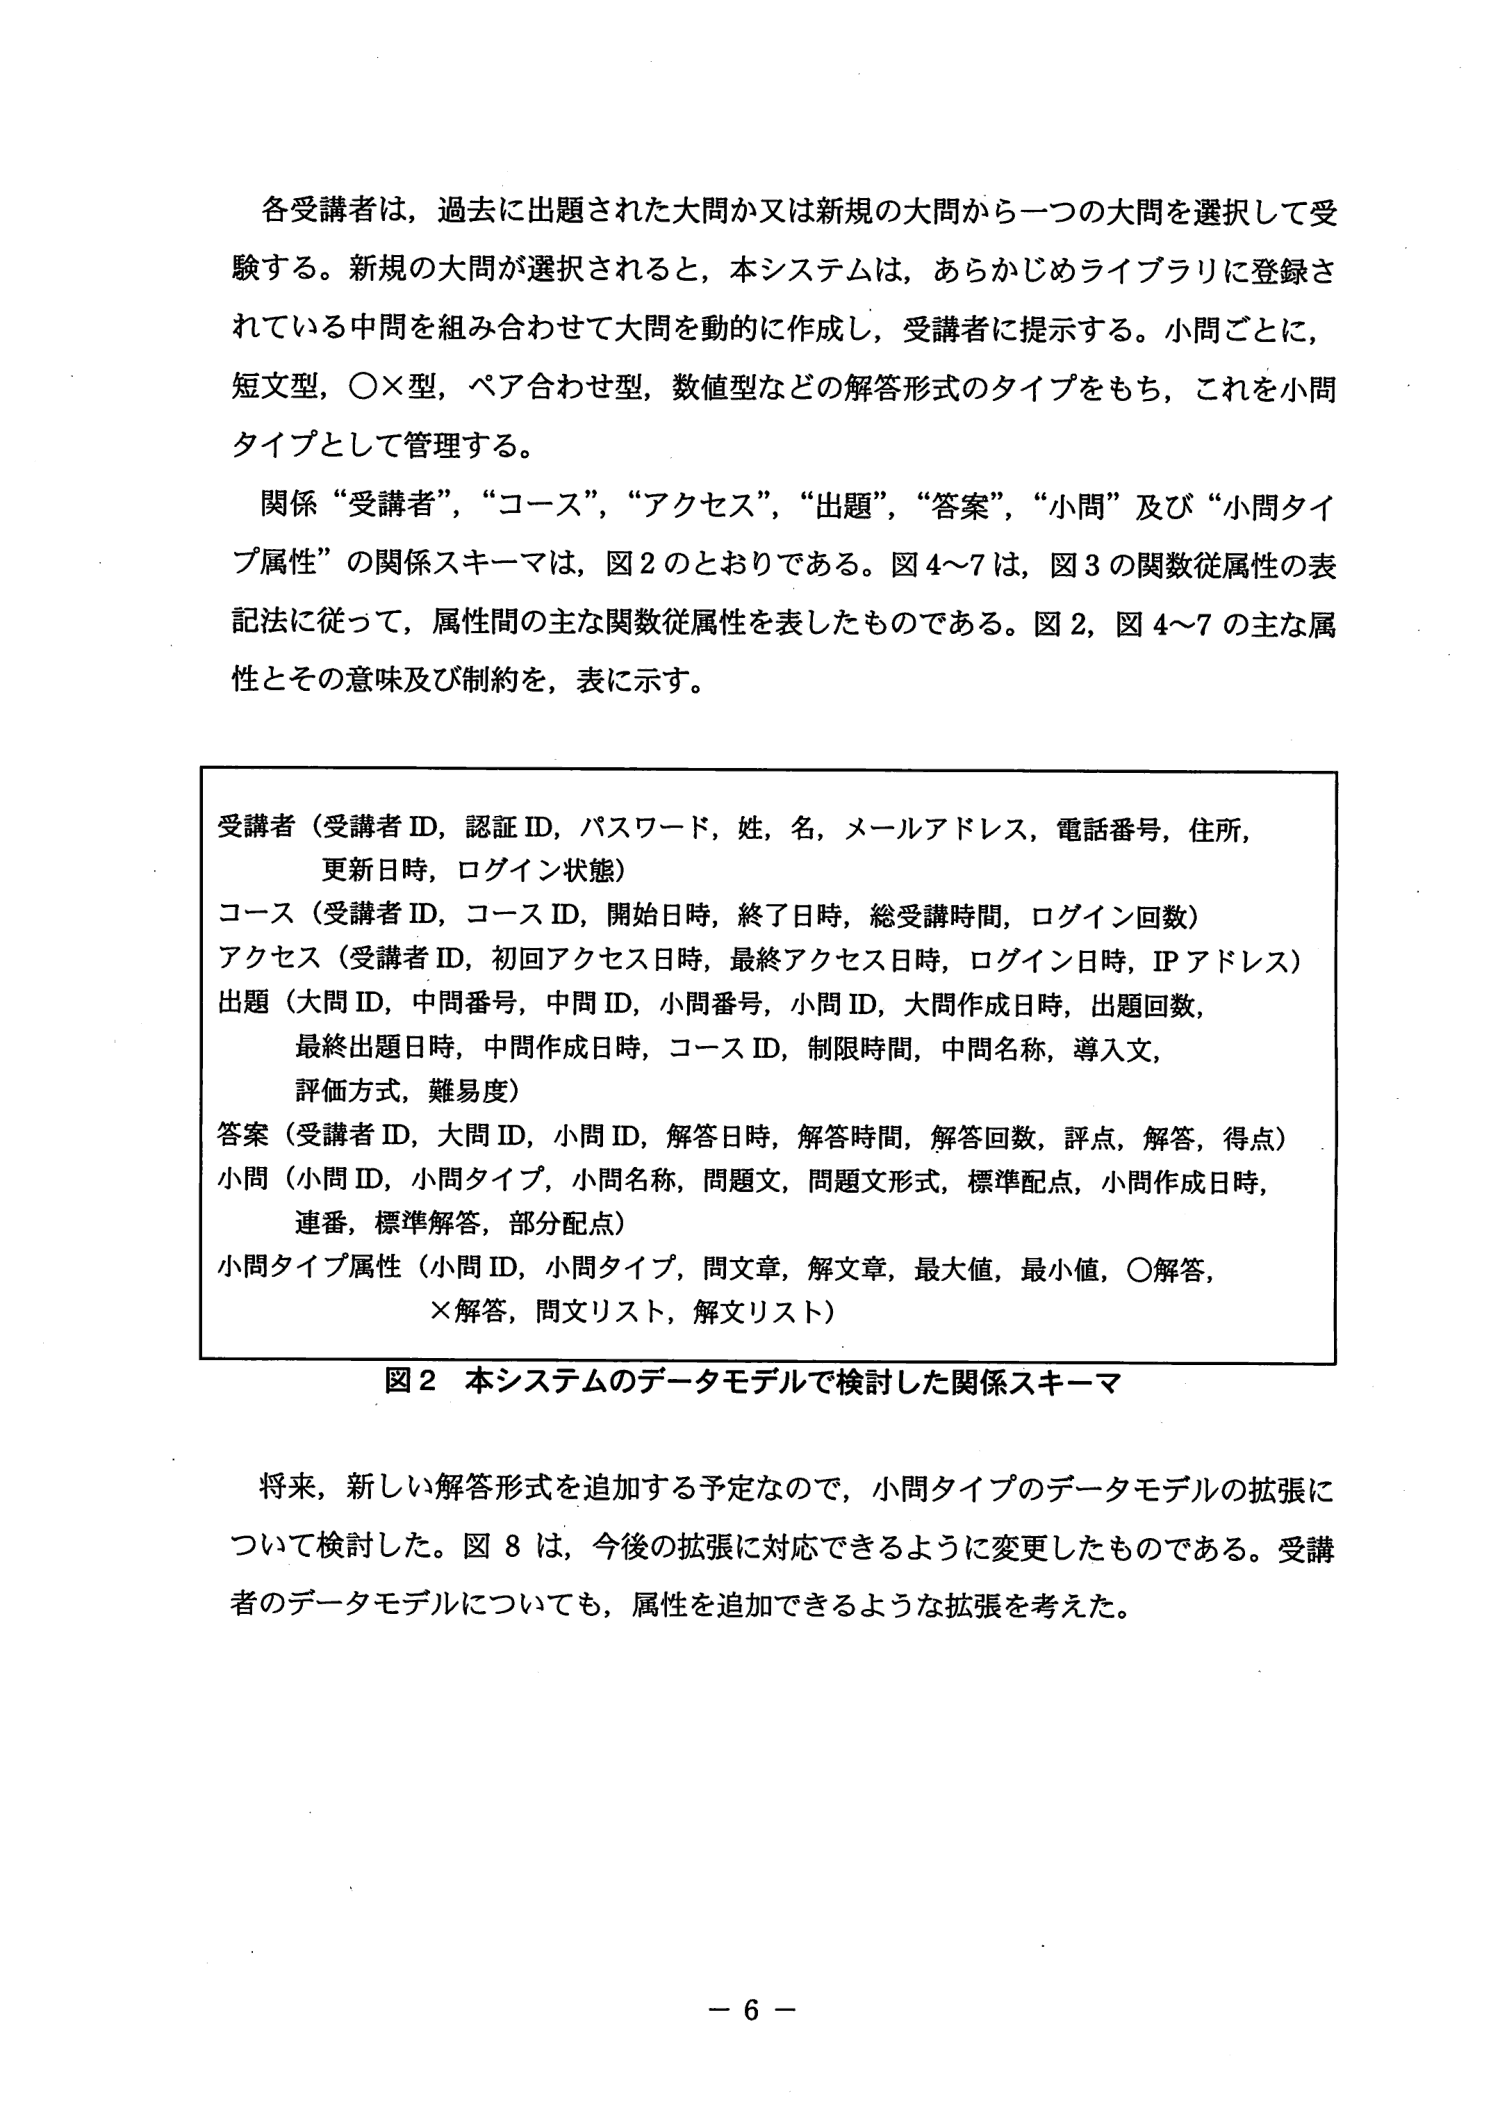 各受講者は，過去に出題された大問か又は新規の大問から一つの大問を選択して受
験する。新規の大問が選択されると，本システムは，あらかじめライブラリに登録さ
れている中問を組み合わせて大問を動的に作成し，受講者に提示する。小問ごとに，
短文型，○×型，ペア合わせ型，数値型などの解答形式のタイプをもち，これを小問
タイプとして管理する。
関係“受講者”，“コース”，“アクセス”，“出題”，“答案”，“小問”及び“小問タイ
プ属性”の関係スキーマは，図2のとおりである。図4～7は，図3の関数従属性の表
記法に従って，属性間の主な関数従属性を表したものである。図2，図4～7の主な属
性とその意味及び制約を，表に示す。
受講者（受講者ID，認証ID，パスワード，姓，名，メールアドレス，電話番号，住所，
更新日時，ログイン状態）
コース（受講者ID，コースID，開始日時，終了日時，総受講時間，ログイン回数）
アクセス（受講者ID，初回アクセス日時，最終アクセス日時，ログイン日時，IPアドレス）
出題（大問ID，中問番号，中問ID，小問番号，小問ID，大問作成日時，出題回数，
最終出題日時，中問作成日時，コースID，制限時間，中問名称，導入文，
評価方式，難易度）
答案（受講者ID，大問ID，小問ID，解答日時，解答時間，解答回数，評点，解答，得点）
小問（小問ID，小問タイプ，小問名称，問題文，問題文形式，標準配点，小問作成日時，
連番，標準解答，部分配点）
小問タイプ属性（小問ID，小問タイプ，問文章，解文章，最大値，最小値，○解答，
×解答，問文リスト，解文リスト）
図2　本システムのデータモデルで検討した関係スキーマ
将来，新しい解答形式を追加する予定なので，小問タイプのデータモデルの拡張に
ついて検討した。図 8 は，今後の拡張に対応できるように変更したものである。受講
者のデータモデルについても，属性を追加できるような拡張を考えた。
－ 6 －